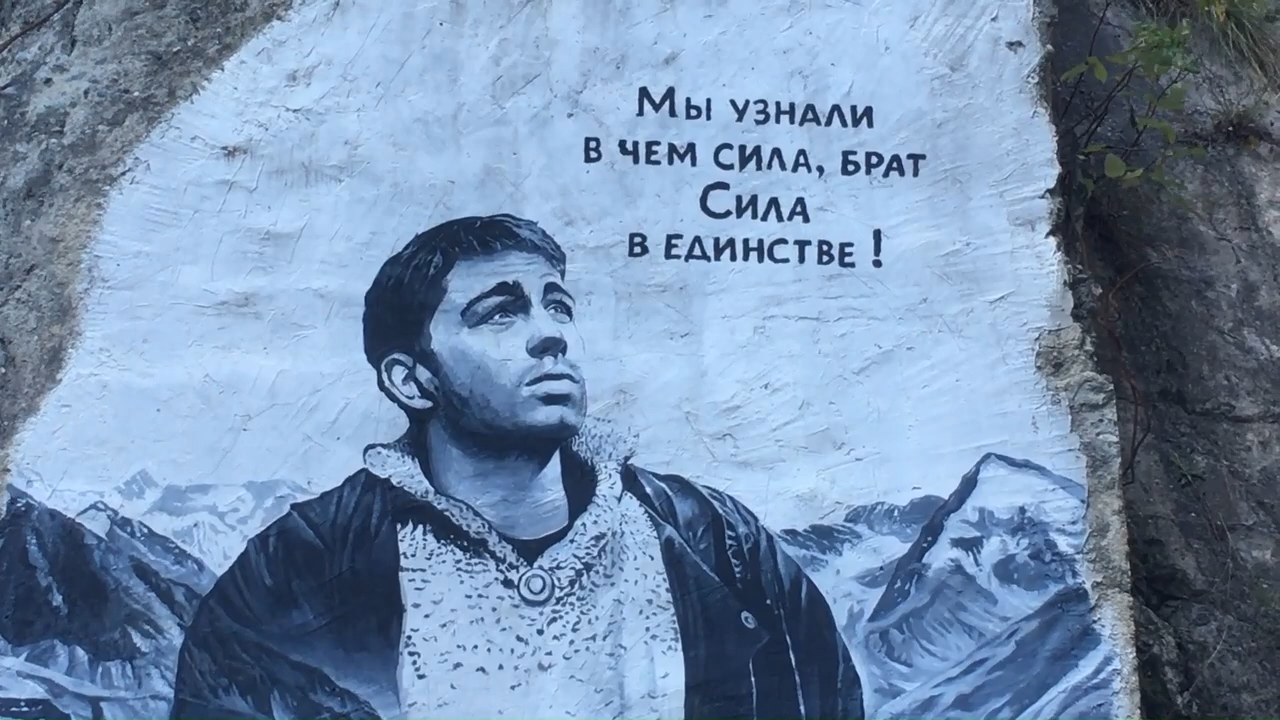 Мы узнали
в чем сила, брат
Сила
в единстве!